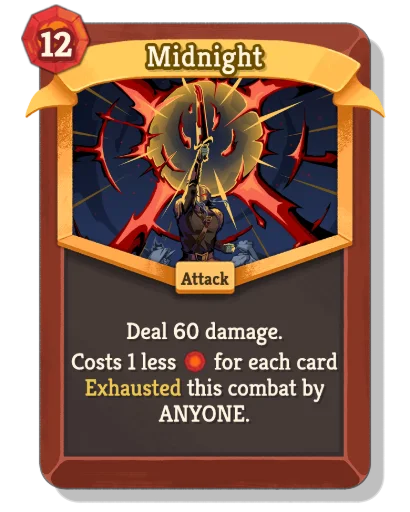 12
Midnight
Attack
Deal 60 damage.
Costs 1 less for each card
Exhausted this combat by
ANYONE.